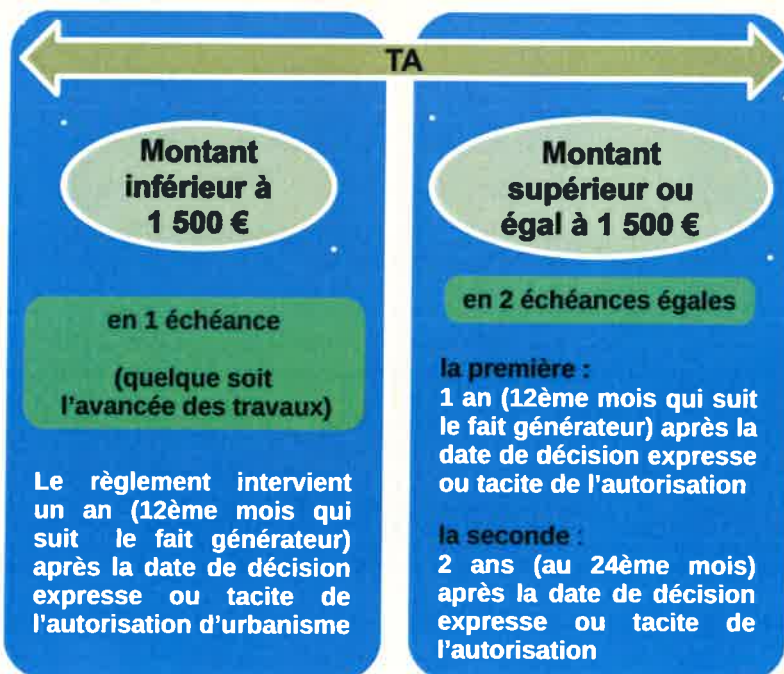 TA
Montant
inférieur à
1 500 €
en 1 échéance
(quelque soit
l'avancée des travaux)
Le règlement intervient
un an (12ème mois qui
suit le fait générateur)
après la date de décision
expresse ou tacite de
l'autorisation d'urbanisme
Montant
supérieur ou
égal à 1 500 €
en 2 échéances égales
la première :
1 an (12ème mois qui suit
le fait générateur) après la
date de décision expresse
ou tacite de l'autorisation
la seconde :
2 ans (au 24ème mois)
après la date de décision
expresse ou tacite de
l'autorisation